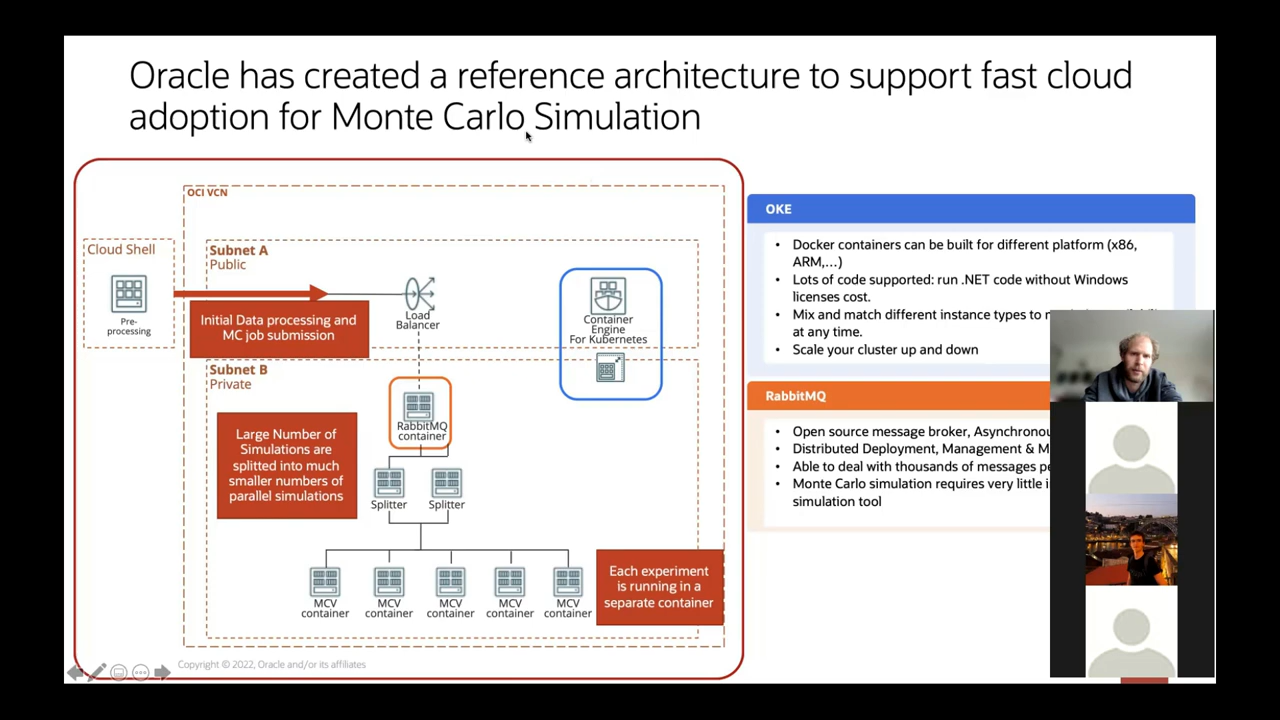 Oracle has created a reference architecture to support fast cloud
adoption for Monte Carlo Simulation
OCI VCN
Cloud Shell
Pre-
processing
Subnet A
Public
Initial Data processing and
MC job submission
Load
Balancer
Container
Engine
For Kubernetes
Subnet B
Private
RabbitMQ
container
Large Number of
Simulations are
splitted into much
smaller numbers of
parallel simulations
Splitter
Splitter
MCV
container
MCV
container
MCV
container
MCV
container
MCV
container
Each experiment
is running in a
separate container
OKE
• Docker containers can be built for different platform (x86,
ARM,...)
• Lots of code supported: run .NET code without Windows
licenses cost.
• Mix and match different instance types to
at any time.
• Scale your cluster up and down
RabbitMQ
• Open source message broker,
• Distributed Deployment, Management &
• Able to deal with thousands of messages
• Monte Carlo simulation requires very little
simulation tool
Copyright © 2022, Oracle and/or its affiliates